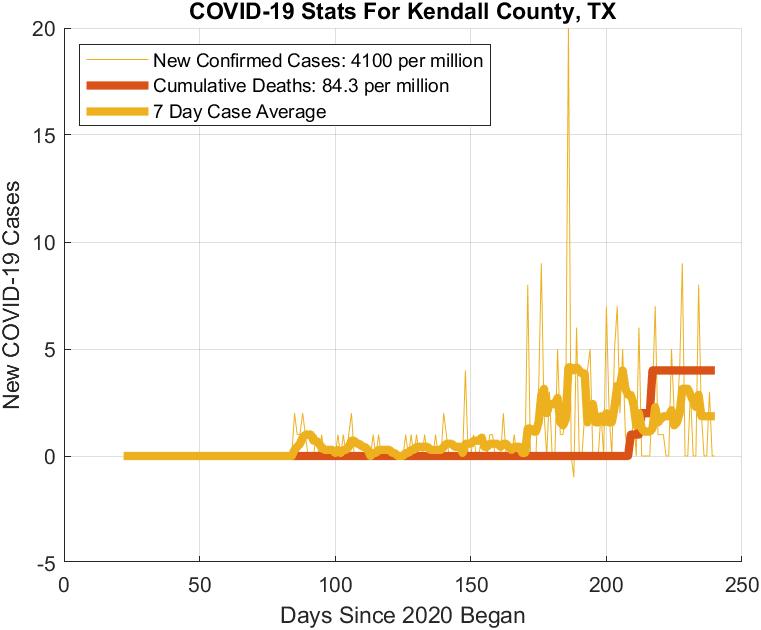 COVID-19 Stats For Kendall County, TX
20
New Confirmed Cases: 4100 per million
Cumulative Deaths: 84.3 per million
7 Day Case Average
15
10
5
0
-5
New COVID-19 Cases
0 50 100 150 200 250
Days Since 2020 Began